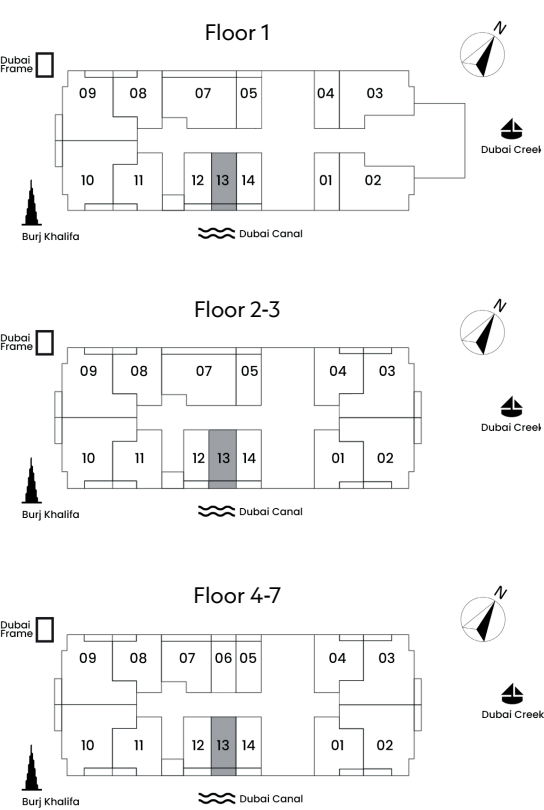 Floor 1
N
Dubai
Frame
09 08 07 05 04 03
Dubai Creek
10 11 12 13 14 01 02
Burj Khalifa
Dubai Canal
Floor 2-3
N
Dubai
Frame
09 08 07 05 04 03
Dubai Creek
10 11 12 13 14 01 02
Burj Khalifa
Dubai Canal
Floor 4-7
N
Dubai
Frame
09 08 07 06 05 04 03
Dubai Creek
10 11 12 13 14 01 02
Burj Khalifa
Dubai Canal